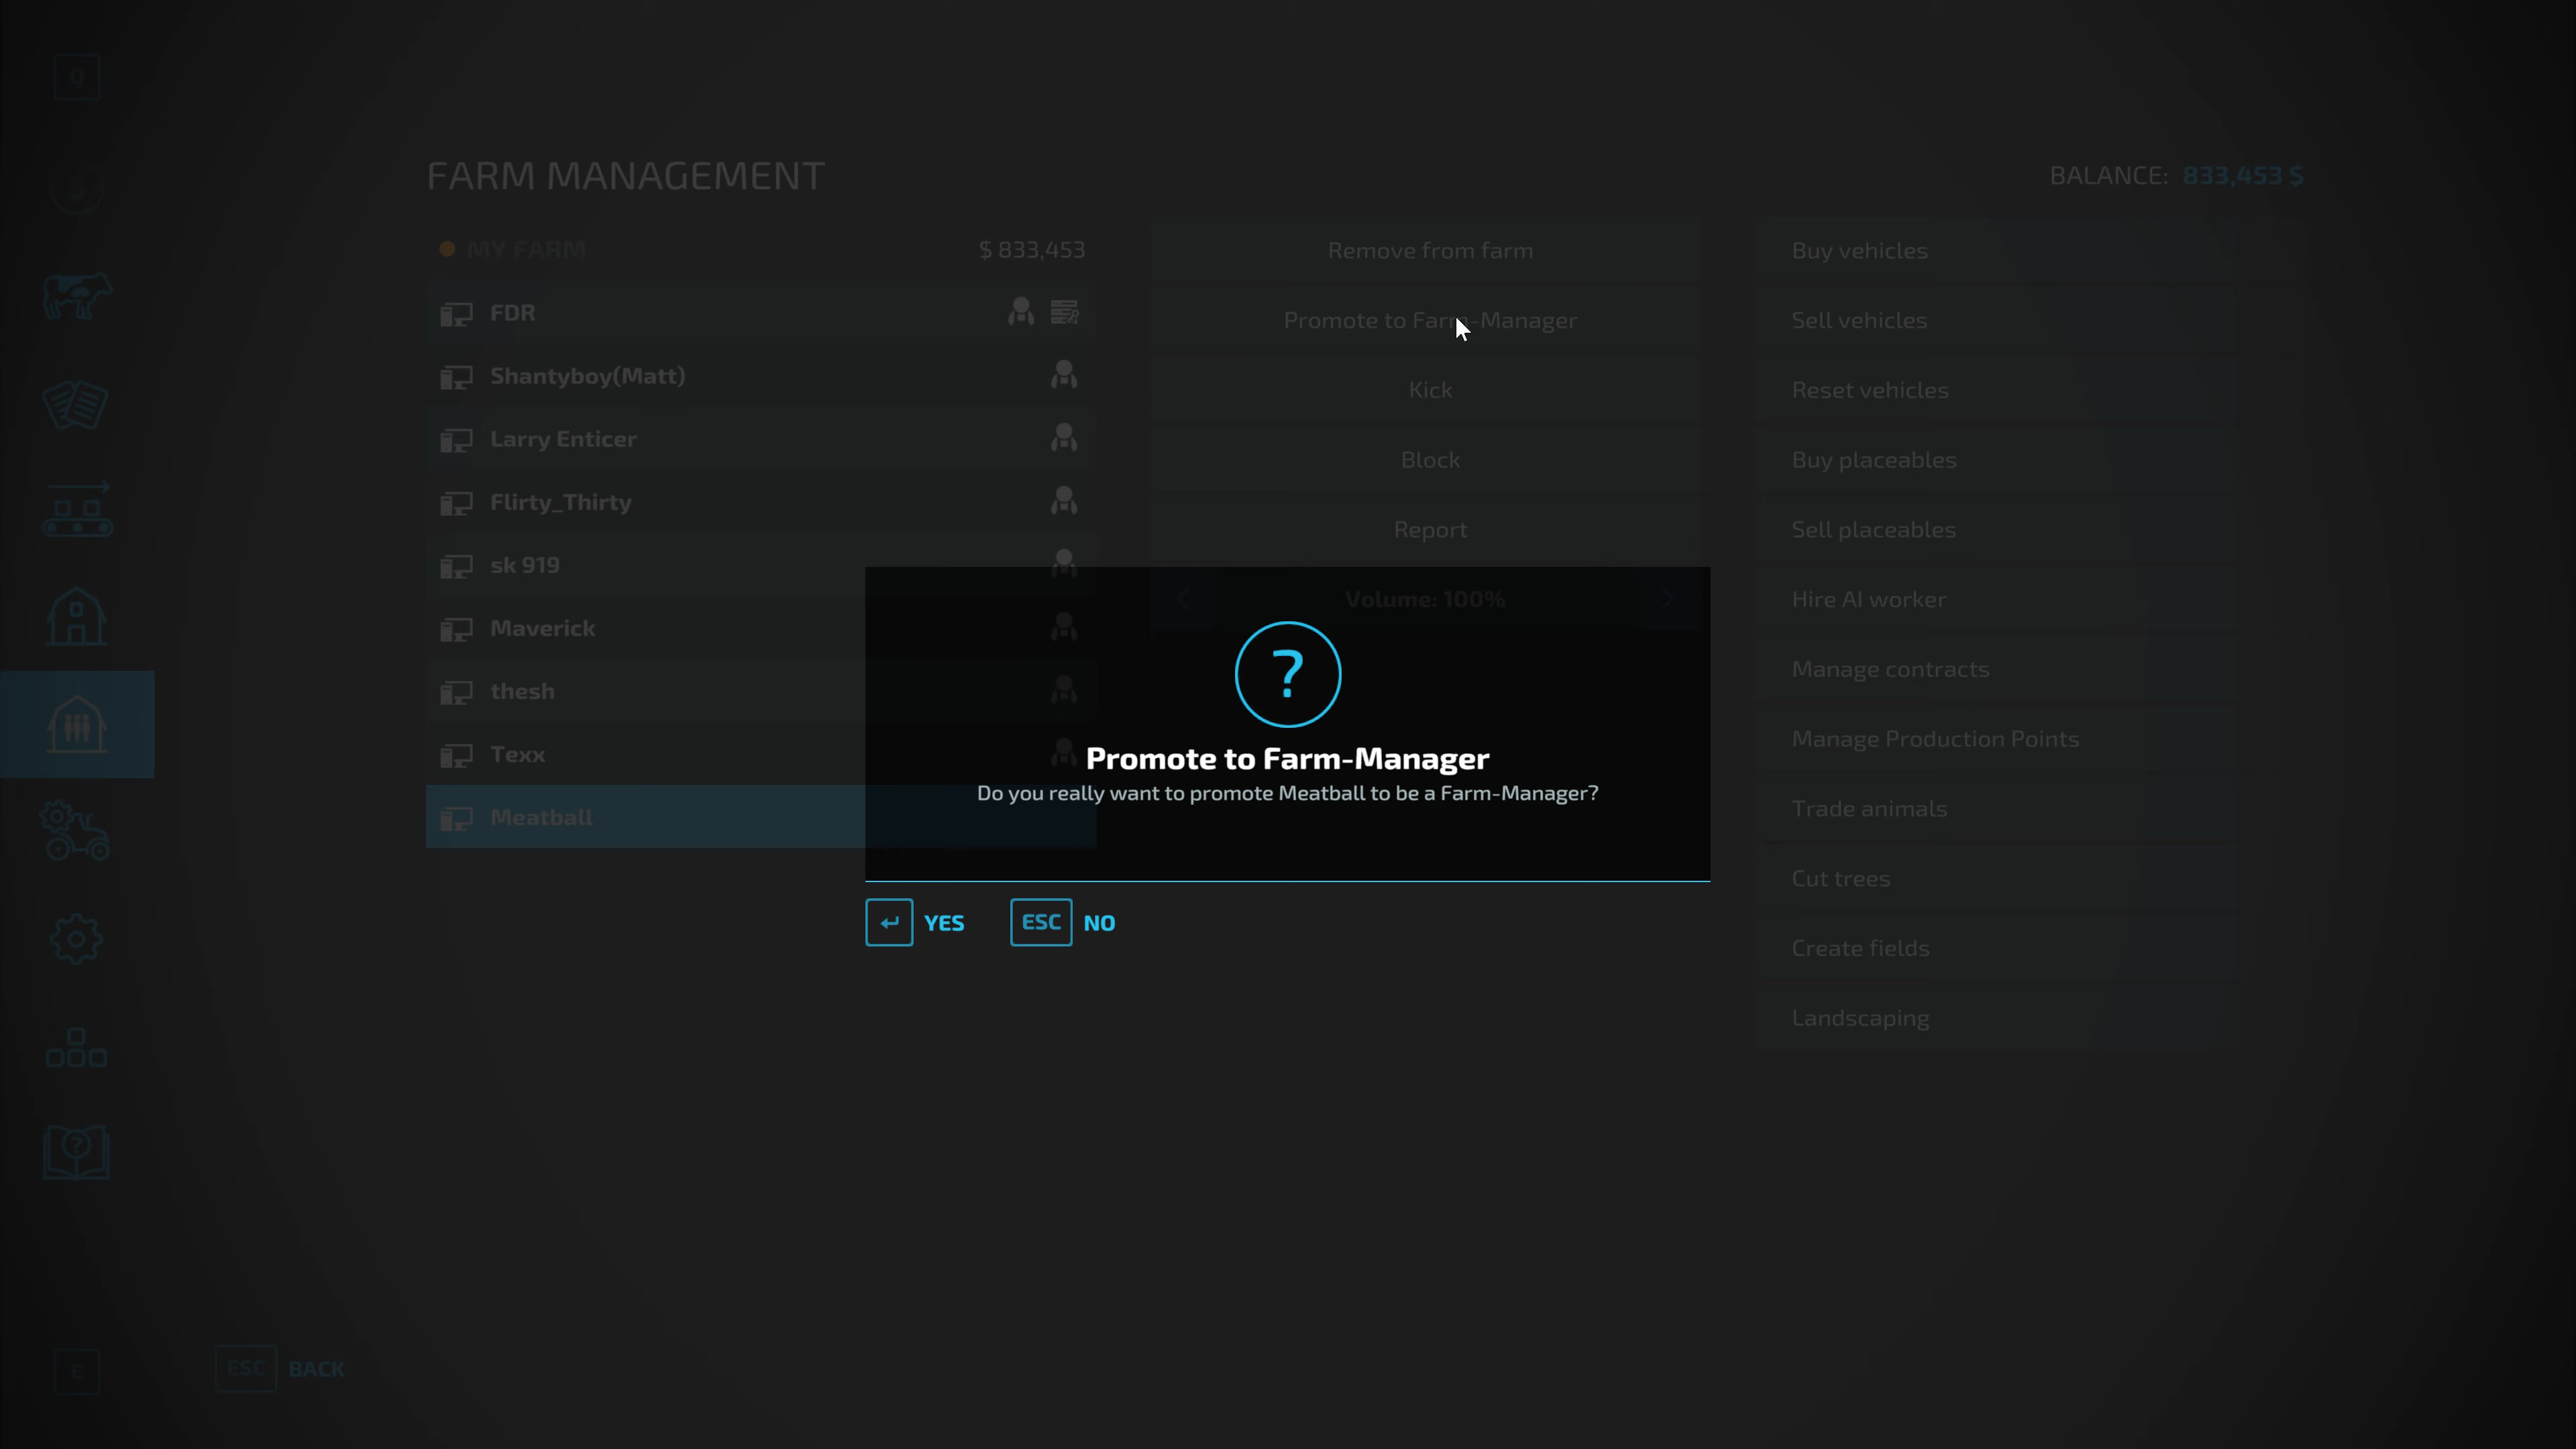 Q
FARM MANAGEMENT
BALANCE: 833,453 $
MY FARM $ 833,453
FDR
Shantyboy(Matt)
Larry Enticer
Flirty_Thirty
sk 919
Maverick
thesh
Texx
Meatball
Remove from farm
Promote to Farm-Manager
Kick
Block
Report
Volume: 100%
Buy vehicles
Sell vehicles
Reset vehicles
Buy placeables
Sell placeables
Hire AI worker
Manage contracts
Manage Production Points
Trade animals
Cut trees
Create fields
Landscaping
?
Promote to Farm-Manager
Do you really want to promote Meatball to be a Farm-Manager?
YES ESC NO
E ESC BACK